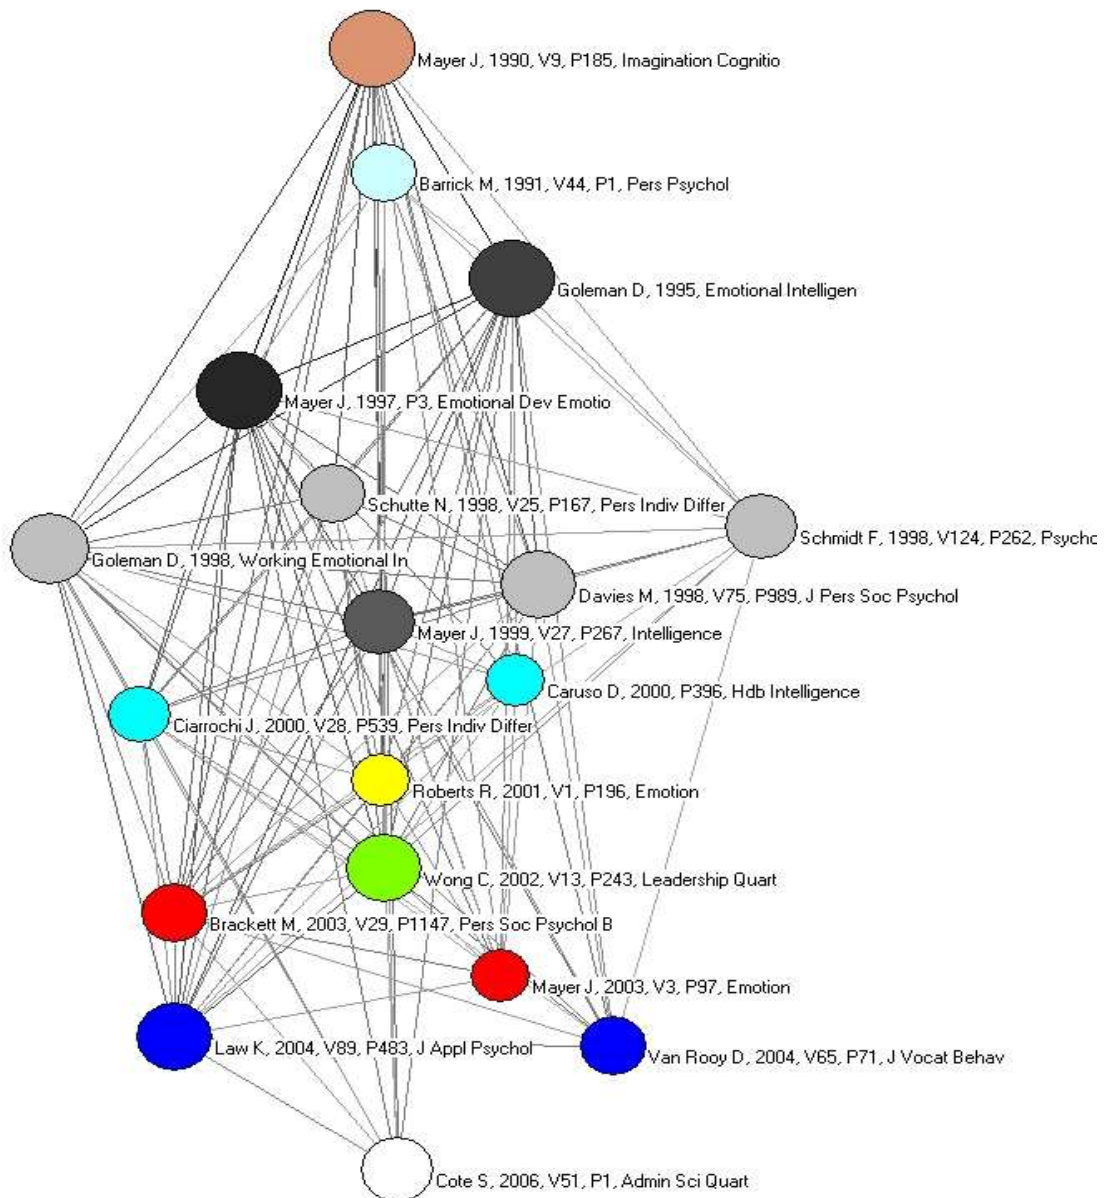 Mayer J, 1990, V9, P185, Imagination Cognitio
Barrick M, 1991, V44, P1, Pers Psychol
Goleman D, 1995, Emotional Intelligen
Mayer J, 1997, P3, Emotional Dev Emotio
Schutte N, 1998, V25, P167, Pers Indiv Differ
Schmidt F, 1998, V124, P262, Psycho
Goleman D, 1998, Working Emotional In
Davies M, 1998, V75, P989, J Pers Soc Psychol
Mayer J, 1999, V27, P267, Intelligence
Caruso D, 2000, P396, Hdb Intelligence
Ciarrochi J, 2000, V28, P539, Pers Indiv Differ
Roberts R, 2001, V1, P196, Emotion
Wong C, 2002, V13, P243, Leadership Quart
Brackett M, 2003, V29, P1147, Pers Soc Psychol B
Mayer J, 2003, V3, P97, Emotion
Law K, 2004, V89, P483, J Appl Psychol
Van Rooy D, 2004, V65, P71, J Vocat Behav
Cote S, 2006, V51, P1, Admin Sci Quart